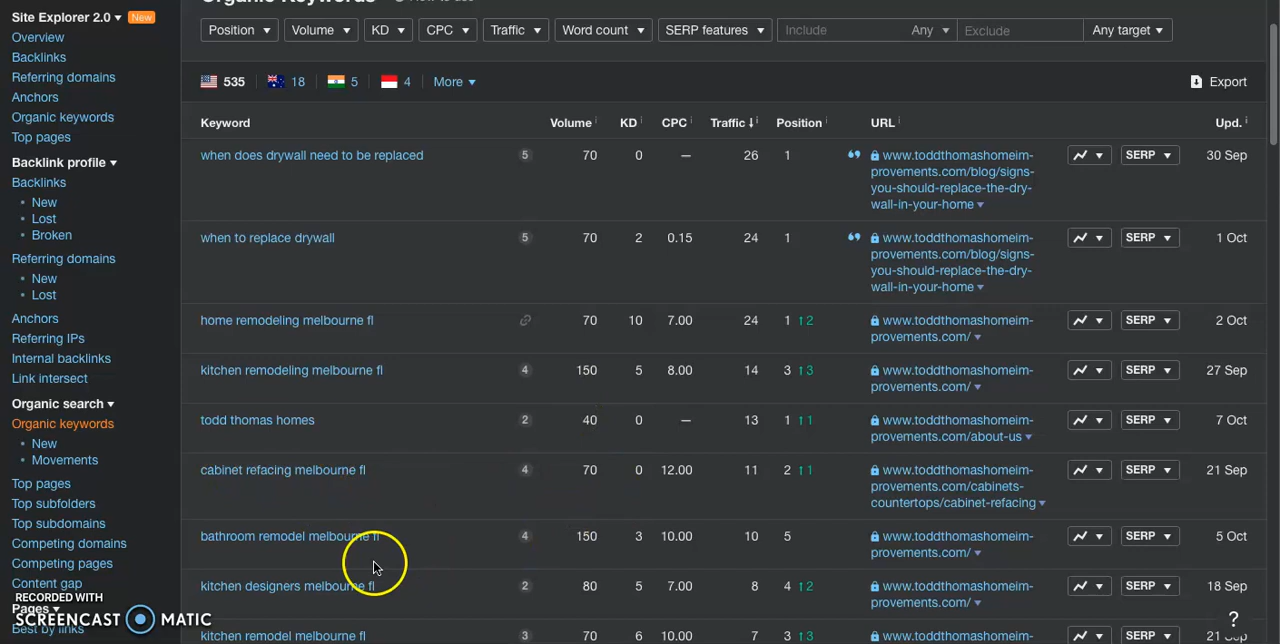 Site Explorer 2.0 New
Overview
Backlinks
Referring domains
Anchors
Organic keywords
Top pages
Backlink profile
Backlinks
New
Lost
Broken
Referring domains
New
Lost
Anchors
Referring IPs
Internal backlinks
Link intersect
Organic search
Organic keywords
New
Movements
Top pages
Top subfolders
Top subdomains
Competing domains
Competing pages
Content gap
Pages
Best by links
Position Volume KD CPC Traffic Word count SERP features Include Any Exclude Any target
535 18 5 4 More Export
Keyword Volume KD CPC Traffic Position URL Upd.
when does drywall need to be replaced 5 70 0 — 26 1 www.toddthomashomeim- SERP 30 Sep
provements.com/blog/signs-
you-should-replace-the-dry-
wall-in-your-home
when to replace drywall 5 70 2 0.15 24 1 www.toddthomashomeim- SERP 1 Oct
provements.com/blog/signs-
you-should-replace-the-dry-
wall-in-your-home
home remodeling melbourne fl 70 10 7.00 24 1 ↑2 www.toddthomashomeim- SERP 2 Oct
provements.com/
kitchen remodeling melbourne fl 4 150 5 8.00 14 3 ↑3 www.toddthomashomeim- SERP 27 Sep
provements.com/
todd thomas homes 2 40 0 — 13 1 ↑1 www.toddthomashomeim- SERP 7 Oct
provements.com/about-us
cabinet refacing melbourne fl 4 70 0 12.00 11 2 ↑1 www.toddthomashomeim- SERP 21 Sep
provements.com/cabinets-
countertops/cabinet-refacing
bathroom remodel melbourne fl 4 150 3 10.00 10 5 www.toddthomashomeim- SERP 5 Oct
provements.com/
kitchen designers melbourne fl 2 80 5 7.00 8 4 ↑2 www.toddthomashomeim- SERP 18 Sep
provements.com/
kitchen remodel melbourne fl 3 70 6 10.00 7 3 ↑3 www.toddthomashomeim- SERP 21 Sep
RECORDED WITH
SCREENCAST MATIC
?